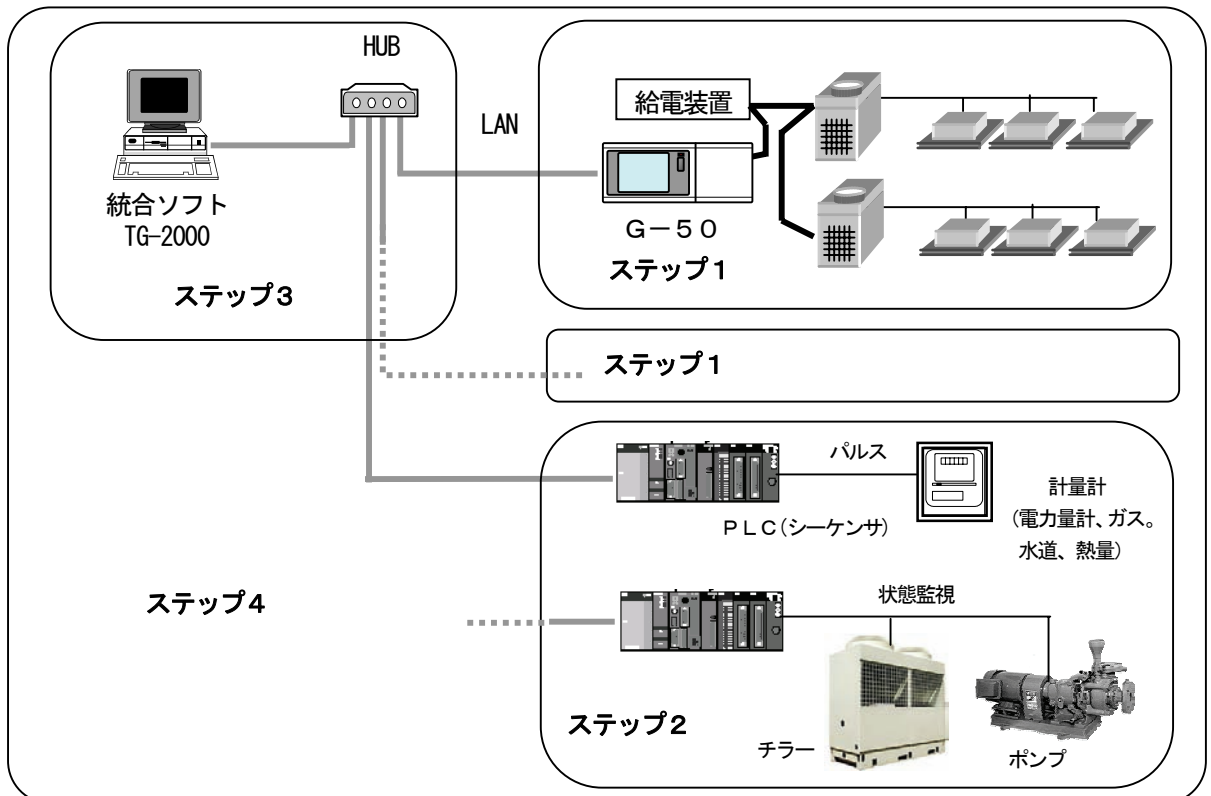 HUB
LAN
統合ソフト
TG-2000
ステップ3
給電装置
G-50
ステップ1
ステップ1
パルス
PLC(シーケンサ)
計量計
(電力量計、ガス。
水道、熱量)
ステップ4
状態監視
ステップ2
チラー
ポンプ